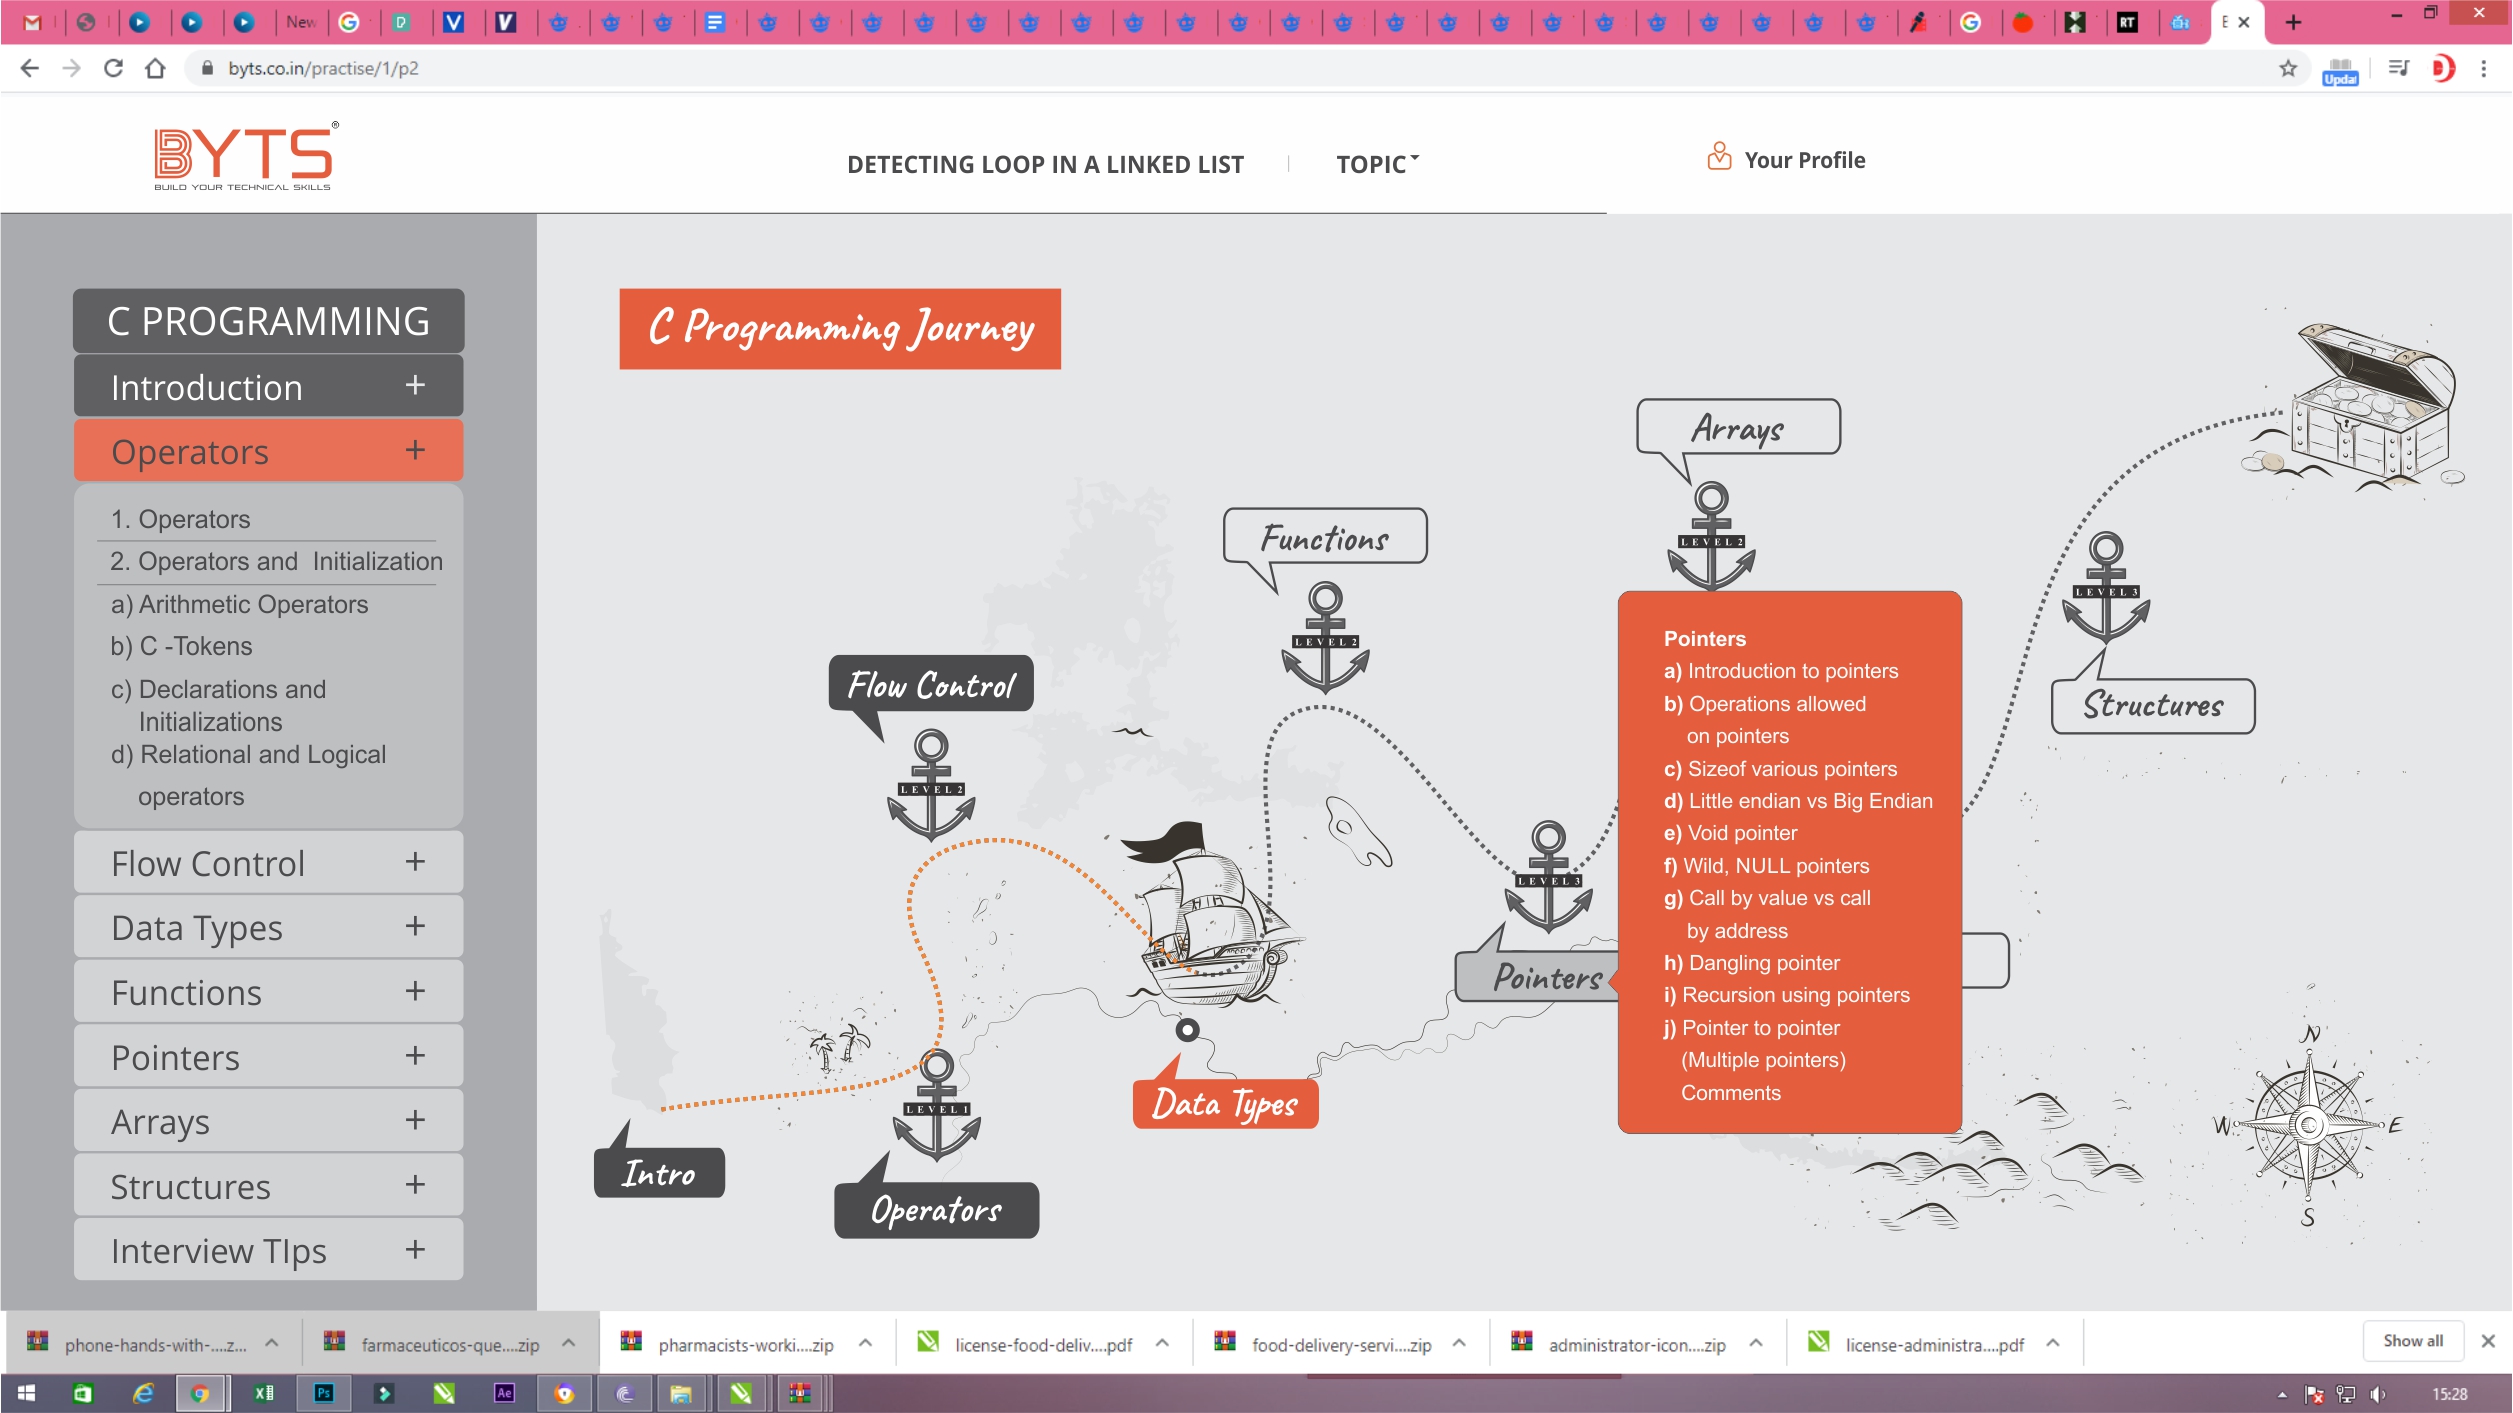 New
byts.co.in/practise/1/p2
Updat
BYTS®
BUILD YOUR TECHNICAL SKILLS
DETECTING LOOP IN A LINKED LIST
TOPIC
Your Profile
C PROGRAMMING
Introduction +
Operators +
1. Operators
2. Operators and Initialization
a) Arithmetic Operators
b) C -Tokens
c) Declarations and
Initializations
d) Relational and Logical
operators
Flow Control +
Data Types +
Functions +
Pointers +
Arrays +
Structures +
Interview TIps +
C Programming Journey
Arrays
LEVEL 2
Functions
LEVEL 2
Flow Control
LEVEL 2
LEVEL 3
Structures
LEVEL 3
Pointers
Pointers
a) Introduction to pointers
b) Operations allowed
on pointers
c) Sizeof various pointers
d) Little endian vs Big Endian
e) Void pointer
f) Wild, NULL pointers
g) Call by value vs call
by address
h) Dangling pointer
i) Recursion using pointers
j) Pointer to pointer
(Multiple pointers)
Comments
Data Types
LEVEL 1
Intro
Operators
N
W
E
S
phone-hands-with-....z...
farmaceuticos-que....zip
pharmacists-worki....zip
license-food-deliv....pdf
food-delivery-servi....zip
administrator-icon....zip
license-administra....pdf
Show all
Ps
Ae
15:28